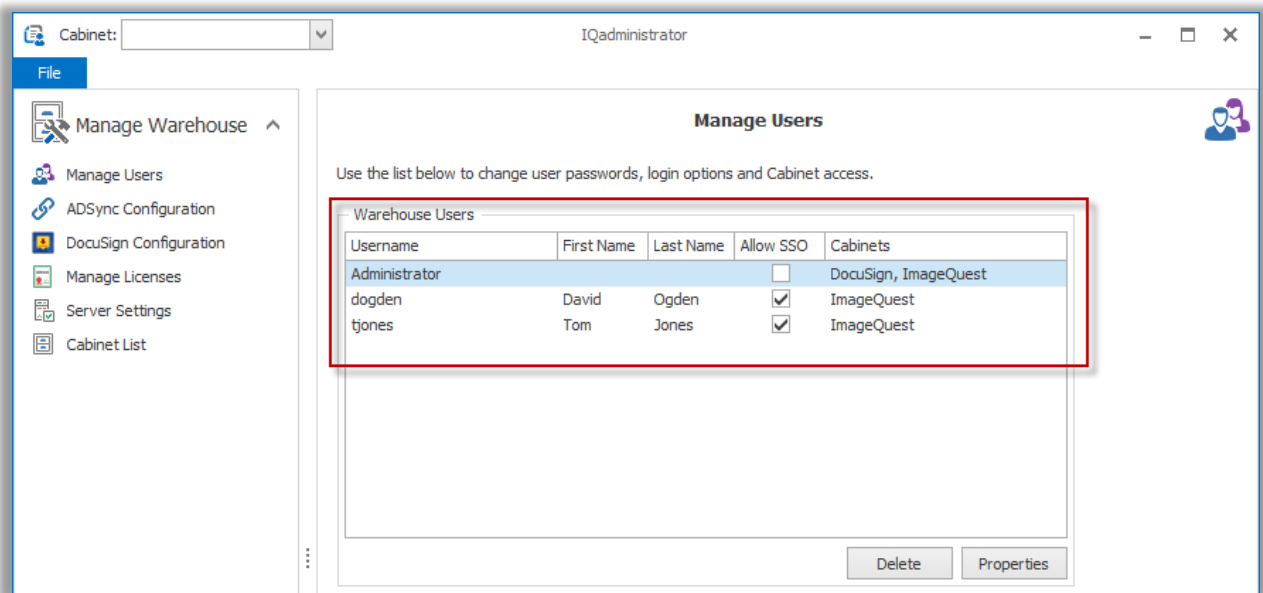 Cabinet:
IQadministrator
File
Manage Warehouse
Manage Users
ADSync Configuration
DocuSign Configuration
Manage Licenses
Server Settings
Cabinet List
Manage Users
Use the list below to change user passwords, login options and Cabinet access.
Warehouse Users
Username First Name Last Name Allow SSO Cabinets
Administrator DocuSign, ImageQuest
dogden David Ogden ImageQuest
tjones Tom Jones ImageQuest
Delete Properties